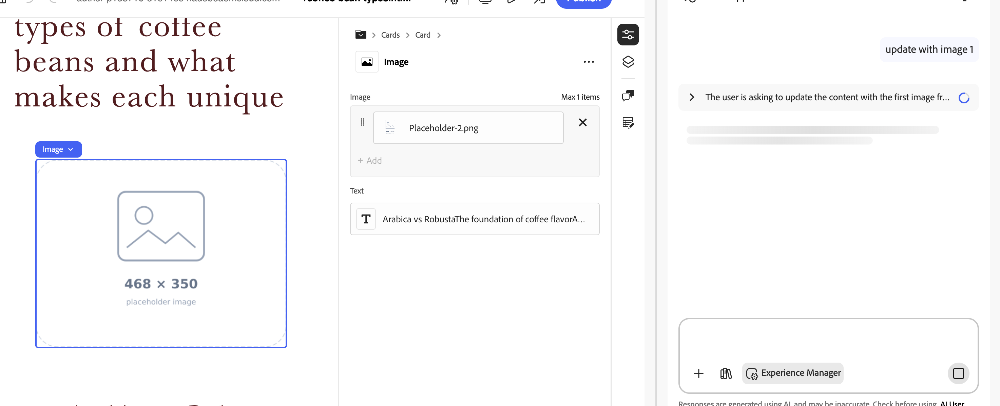 types of coffee
beans and what
makes each unique
Image
468 × 350
placeholder image
Cards
Card
Image
Image
Max 1 items
Placeholder-2.png
+ Add
Text
T
Arabica vs RobustaThe foundation of coffee flavorA...
update with image 1
The user is asking to update the content with the first image fr...
Experience Manager
Responses are generated using AI, and may be inaccurate. Check before using. AI User